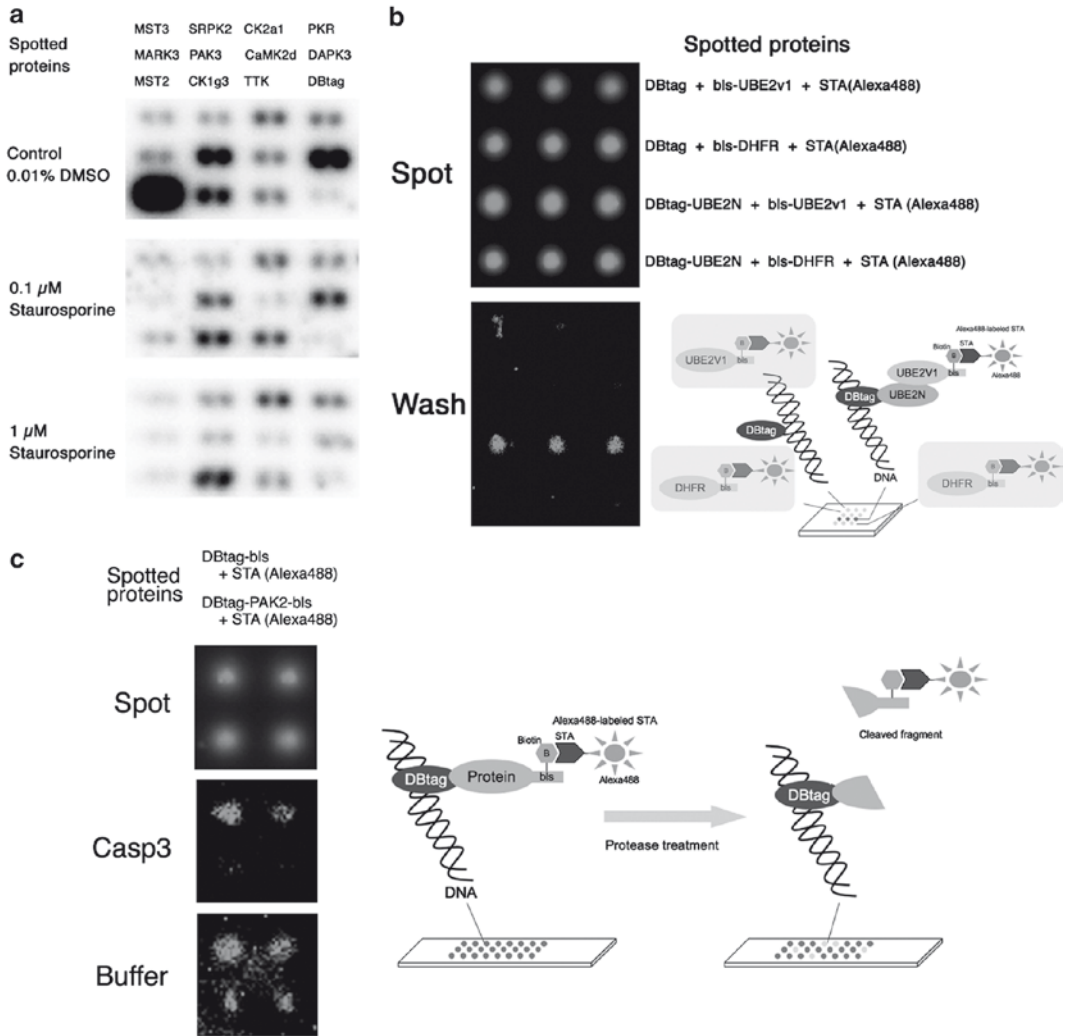 a
MST3 SRPK2 CK2a1 PKR
Spotted proteins
MARK3 PAK3 CaMK2d DAPK3
MST2 CK1g3 TTK DBtag
Control
0.01% DMSO
0.1 µM
Staurosporine
1 µM
Staurosporine
b
Spotted proteins
Spot
DBtag + bls-UBE2v1 + STA(Alexa488)
DBtag + bls-DHFR + STA(Alexa488)
DBtag-UBE2N + bls-UBE2v1 + STA (Alexa488)
DBtag-UBE2N + bls-DHFR + STA (Alexa488)
Wash
UBE2V1
B
bls
DBtag
DHFR
B
bls
Alexa488-labeled STA
Biotin
STA
B
UBE2V1
bls
Alexa488
DBtag
UBE2N
DNA
DHFR
B
bls
c
Spotted
proteins
DBtag-bls
+ STA (Alexa488)
DBtag-PAK2-bls
+ STA (Alexa488)
Spot
Casp3
Buffer
Alexa488-labeled STA
Biotin
STA
B
DBtag
Protein
bls
Alexa488
DNA
Protease treatment
Cleaved fragment
DBtag